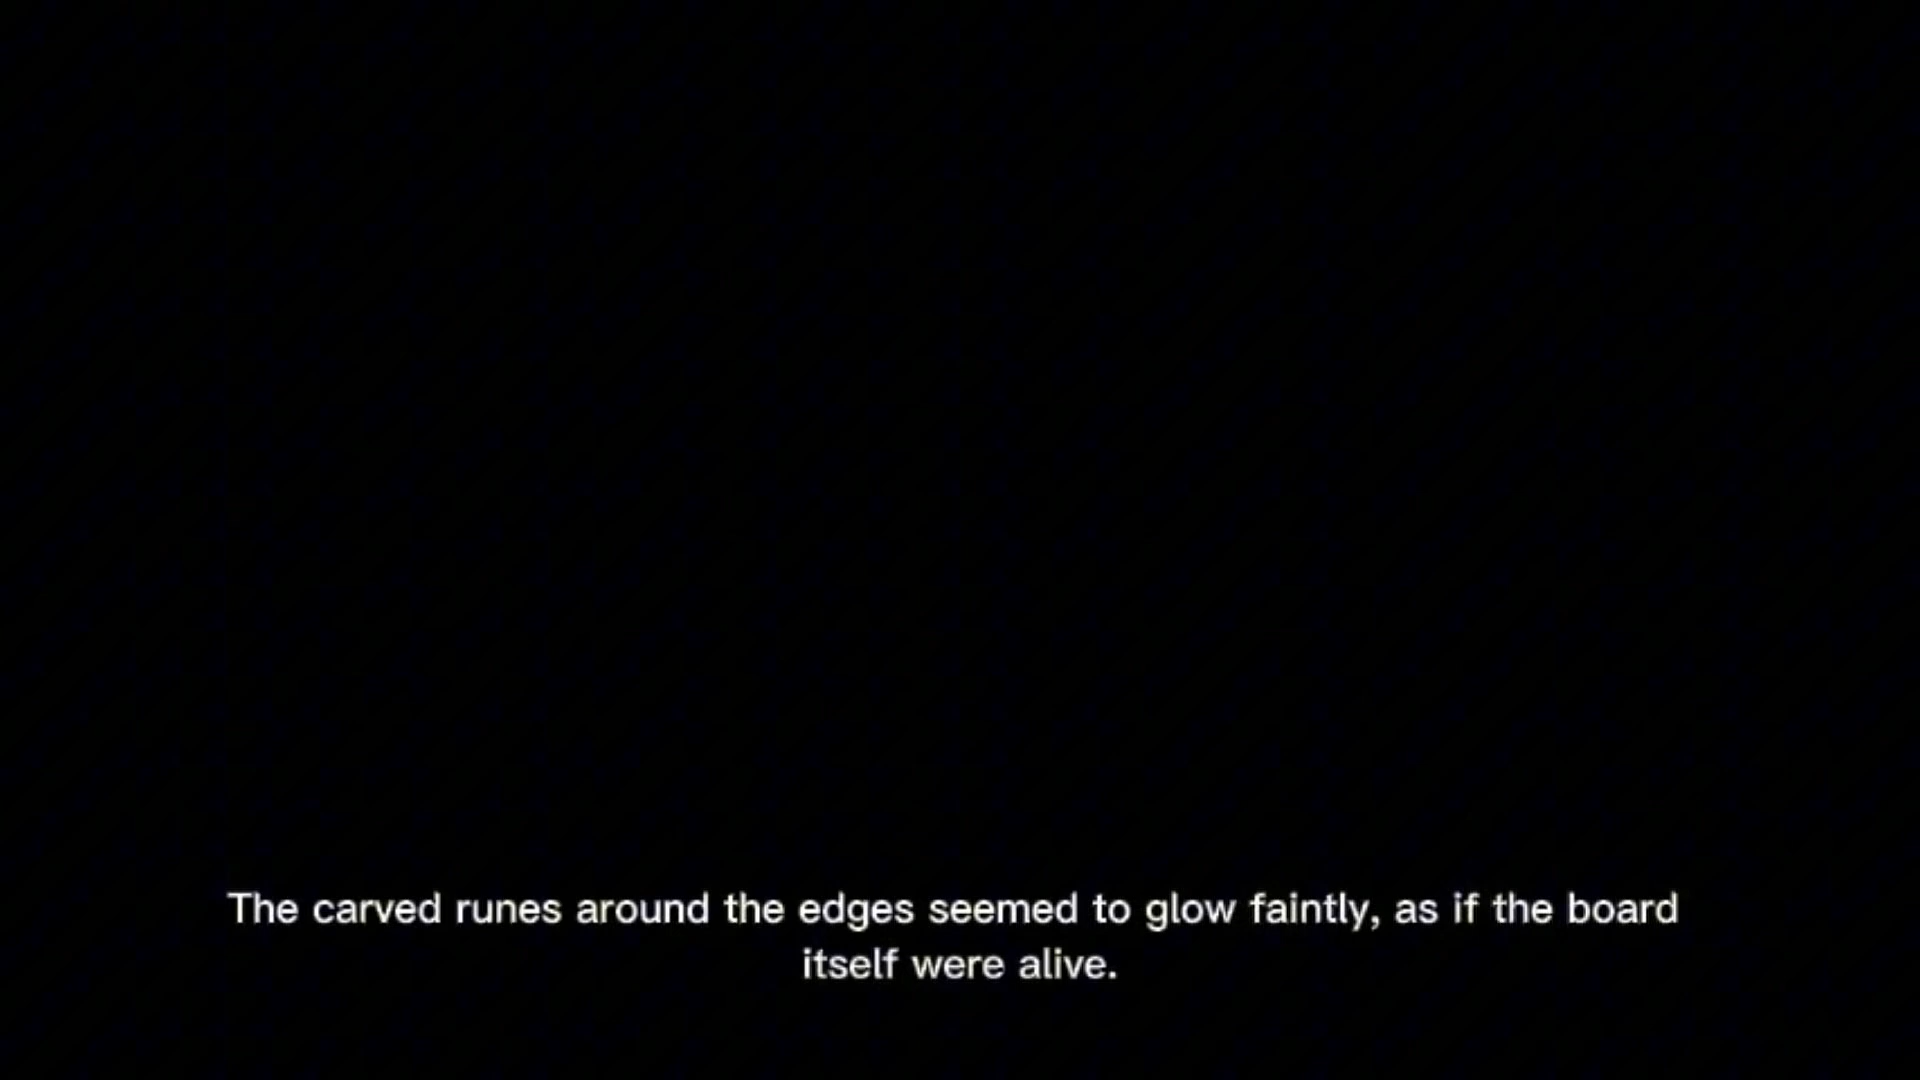 The carved runes around the edges seemed to glow faintly, as if the board
itself were alive.